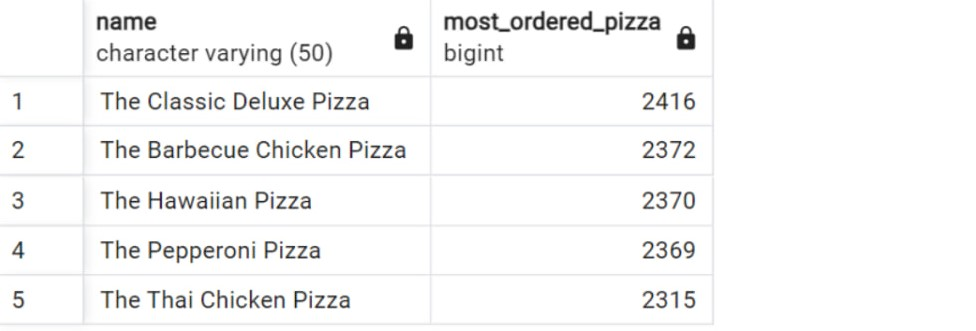 name most_ordered_pizza
character varying (50) bigint
1 The Classic Deluxe Pizza 2416
2 The Barbecue Chicken Pizza 2372
3 The Hawaiian Pizza 2370
4 The Pepperoni Pizza 2369
5 The Thai Chicken Pizza 2315